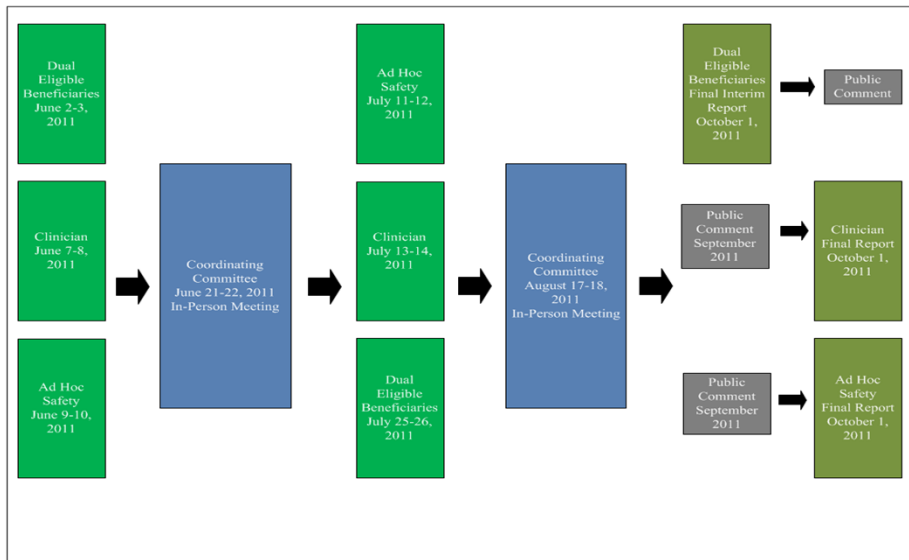 Dual
Eligible
Beneficiaries
June 2-3,
2011
Clinician
June 7-8,
2011
Ad Hoc
Safety
June 9-10,
2011
Coordinating
Committee
June 21-22, 2011
In-Person Meeting
Ad Hoc
Safety
July 11-12,
2011
Clinician
July 13-14,
2011
Dual
Eligible
Beneficiaries
July 25-26,
2011
Coordinating
Committee
August 17-18,
2011
In-Person Meeting
Dual
Eligible
Beneficiaries
Final Interim
Report
October 1,
2011
Public
Comment
Public
Comment
September
2011
Clinician
Final Report
October 1,
2011
Public
Comment
September
2011
Ad Hoc
Safety
Final Report
October 1,
2011